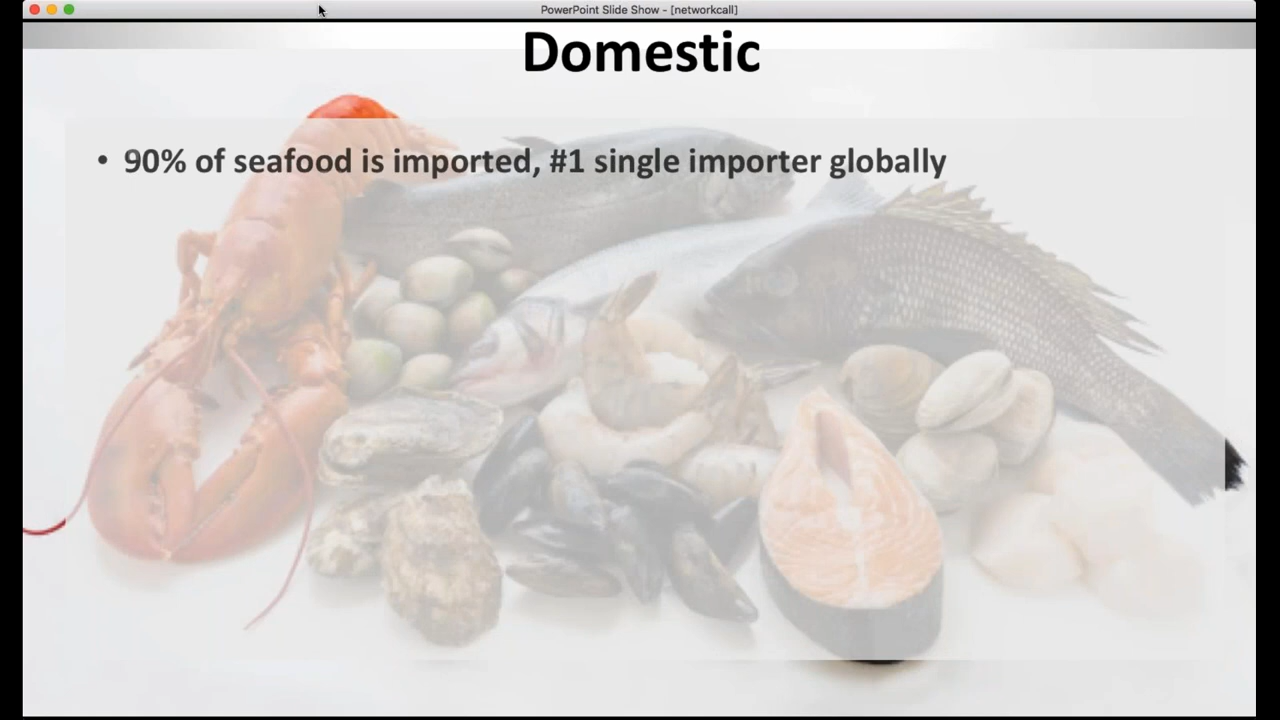 PowerPoint Slide Show - [networkcall]
Domestic
• 90% of seafood is imported, #1 single importer globally